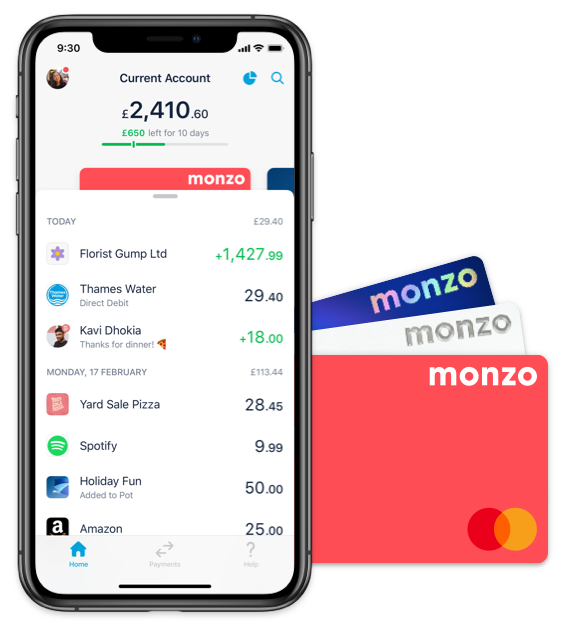 9:30
Current Account
£2,410.60
£650 left for 10 days
monzo
TODAY £29.40
Florist Gump Ltd +1,427.99
Thames Water
Direct Debit
29.40
Kavi Dhokia
Thanks for dinner! 🍕
+18.00
MONDAY, 17 FEBRUARY £113.44
Yard Sale Pizza 28.45
Spotify 9.99
Holiday Fun
Added to Pot
50.00
Amazon 25.00
Home Payments Help
monzo
monzo
monzo